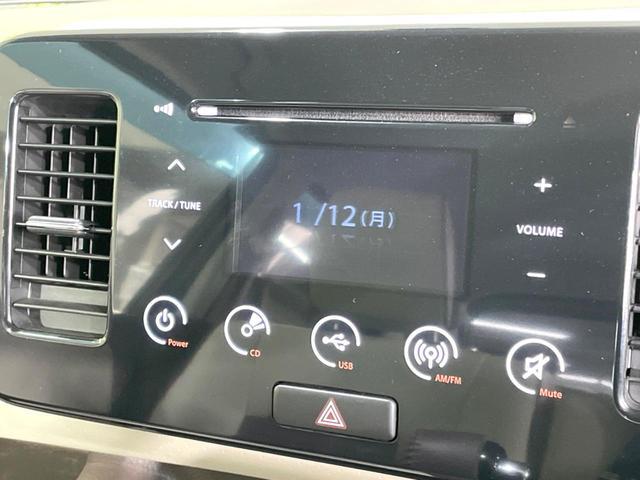 TRACK/TUNE
1/12(月)
VOLUME
Power
CD
USB
AM/FM
Mute